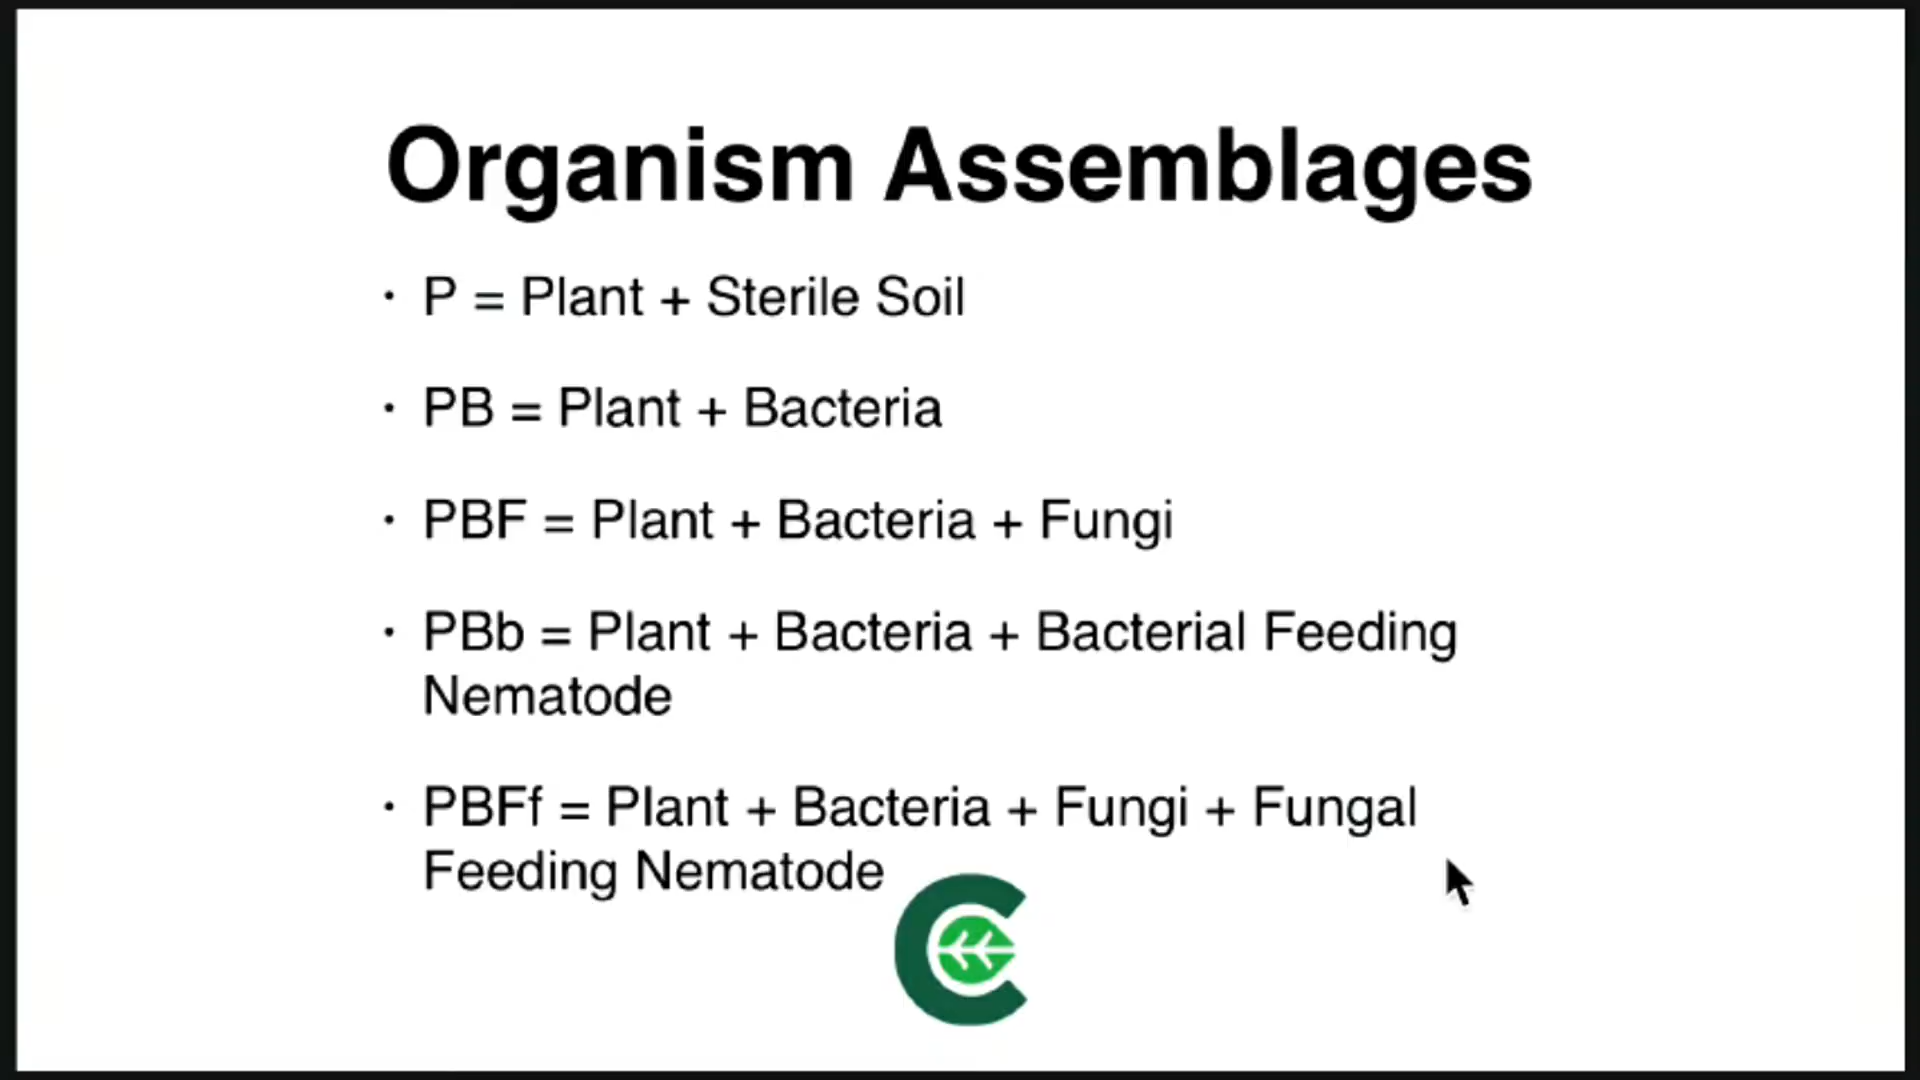 Organism Assemblages
· P = Plant + Sterile Soil
· PB = Plant + Bacteria
· PBF = Plant + Bacteria + Fungi
· PBb = Plant + Bacteria + Bacterial Feeding
Nematode
· PBFf = Plant + Bacteria + Fungi + Fungal
Feeding Nematode